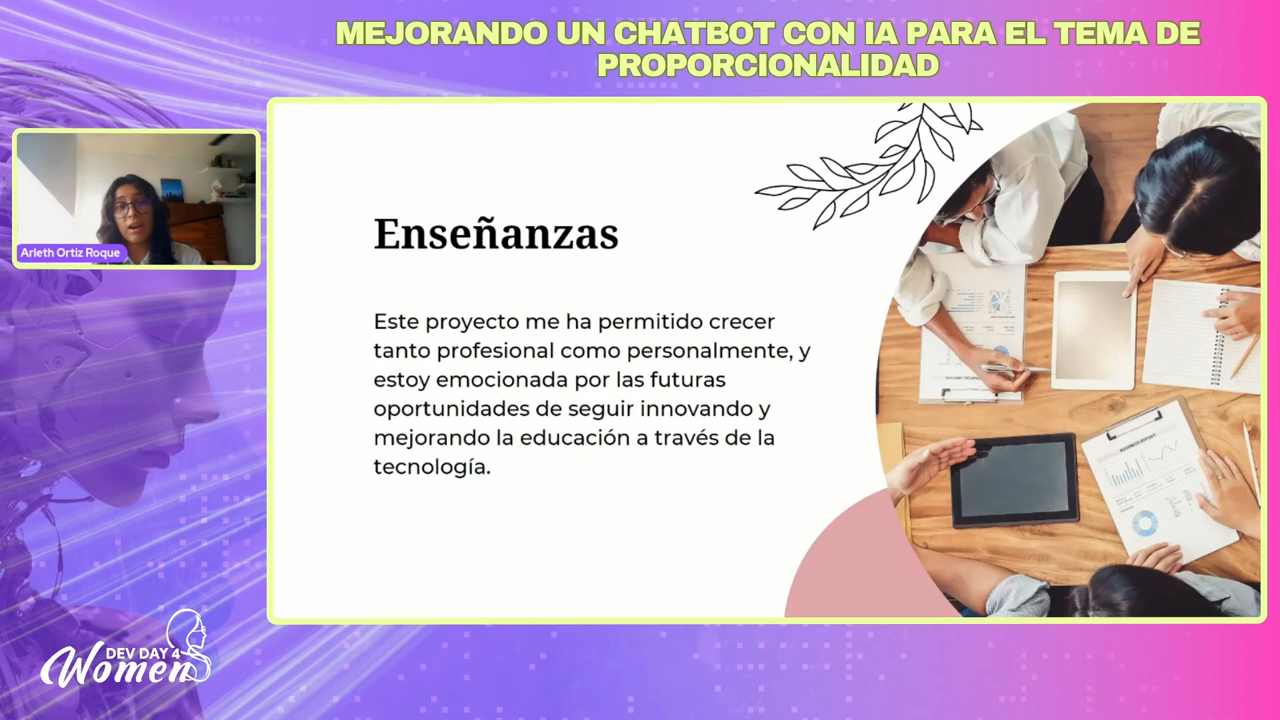 MEJORANDO UN CHATBOT CON IA PARA EL TEMA DE
PROPORCIONALIDAD
Arleth Ortiz Roque
Enseñanzas
Este proyecto me ha permitido crecer
tanto profesional como personalmente, y
estoy emocionada por las futuras
oportunidades de seguir innovando y
mejorando la educación a través de la
tecnología.
BUSINESS REPORT
DEV DAY 4
Women